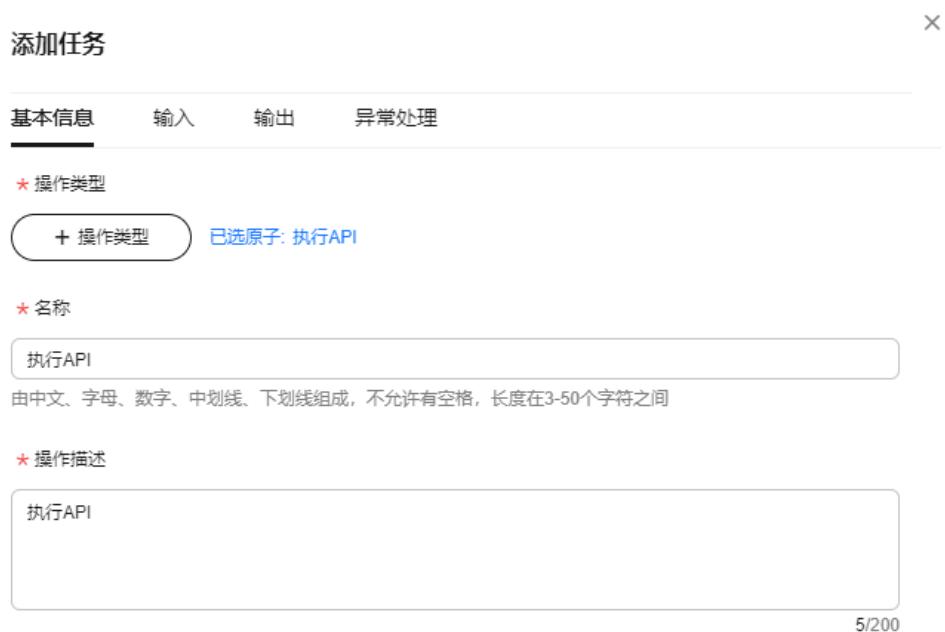 添加任务
基本信息 输入 输出 异常处理
* 操作类型
+ 操作类型 已选原子: 执行API
* 名称
执行API
由中文、字母、数字、中划线、下划线组成，不允许有空格，长度在3-50个字符之间
* 操作描述
执行API
5/200